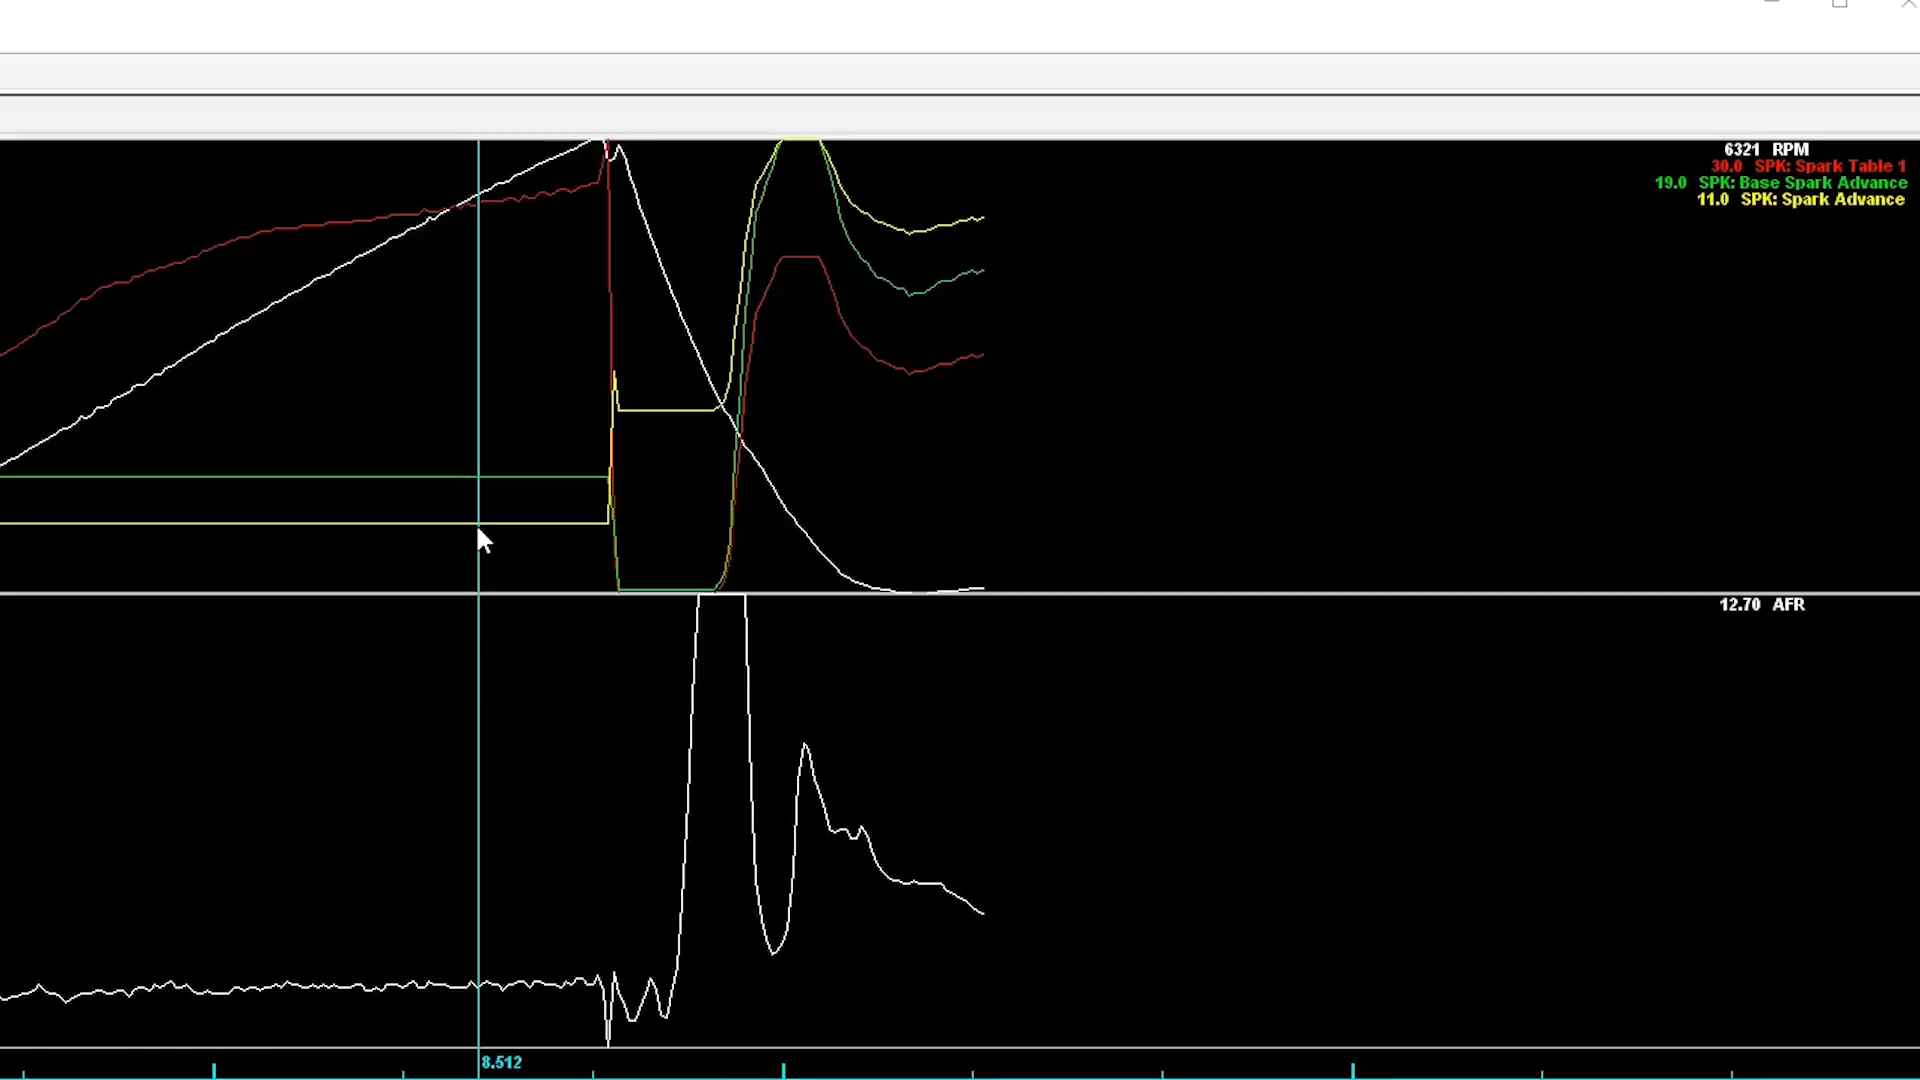 6321 RPM
30.0 SPK: Spark Table 1
19.0 SPK: Base Spark Advance
11.0 SPK: Spark Advance
12.70 AFR
8.512